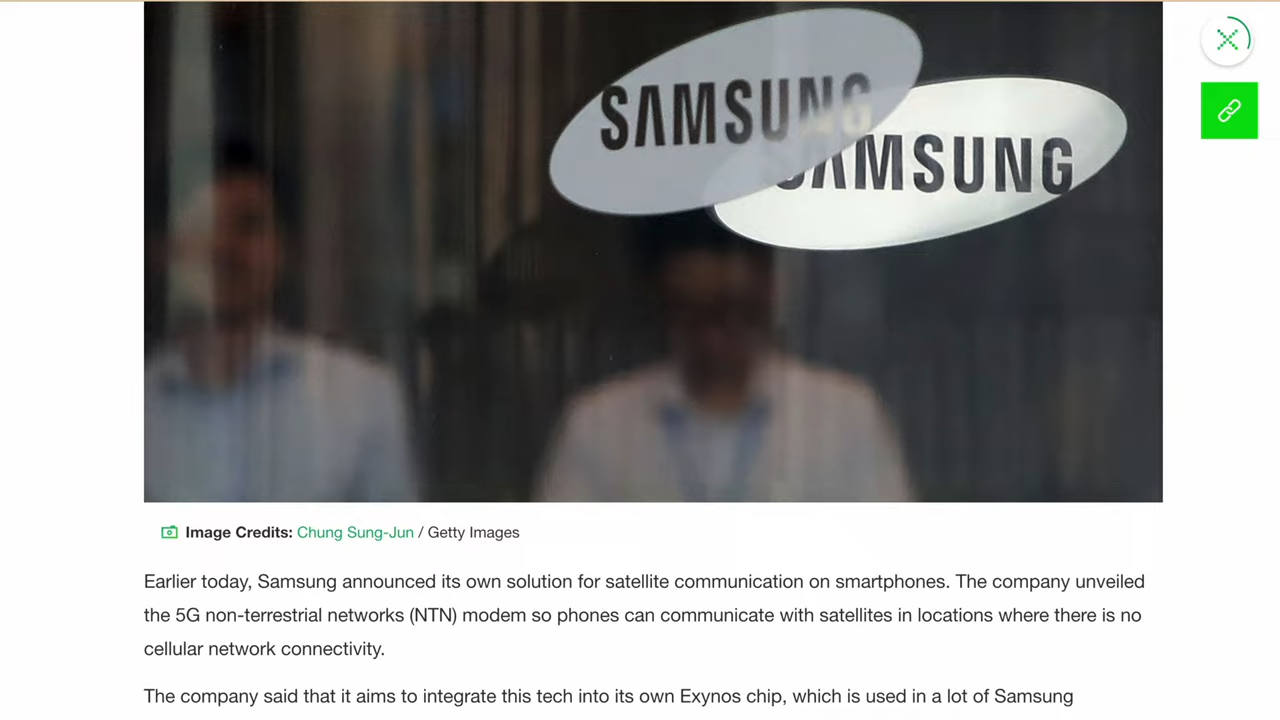 SAMSUNG
SAMSUNG
Image Credits: Chung Sung-Jun / Getty Images
Earlier today, Samsung announced its own solution for satellite communication on smartphones. The company unveiled
the 5G non-terrestrial networks (NTN) modem so phones can communicate with satellites in locations where there is no
cellular network connectivity.
The company said that it aims to integrate this tech into its own Exynos chip, which is used in a lot of Samsung